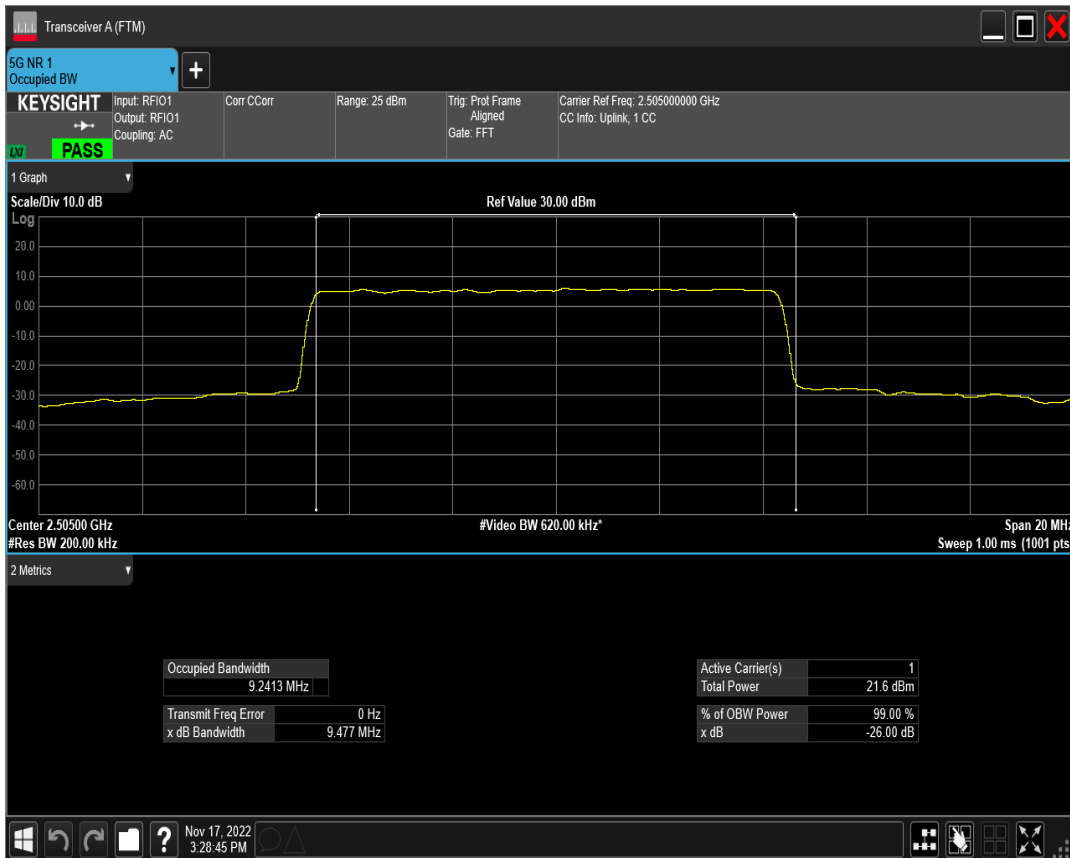 Transceiver A (FTM)
5G NR 1
Occupied BW
+
KEYSIGHT
LXI
PASS
Input: RFIO1
Output: RFIO1
Coupling: AC
Corr CCorr
Range: 25 dBm
Trig: Prot Frame
Aligned
Gate: FFT
Carrier Ref Freq: 2.505000000 GHz
CC Info: Uplink, 1 CC
1 Graph
Scale/Div 10.0 dB
Ref Value 30.00 dBm
Log
20.0
10.0
0.00
-10.0
-20.0
-30.0
-40.0
-50.0
-60.0
Center 2.50500 GHz
#Video BW 620.00 kHz*
Span 20 MHz
#Res BW 200.00 kHz
Sweep 1.00 ms (1001 pts
2 Metrics
Occupied Bandwidth
9.2413 MHz
Transmit Freq Error 0 Hz
x dB Bandwidth 9.477 MHz
Active Carrier(s) 1
Total Power 21.6 dBm
% of OBW Power 99.00 %
x dB -26.00 dB
?
Nov 17, 2022
3:28:45 PM